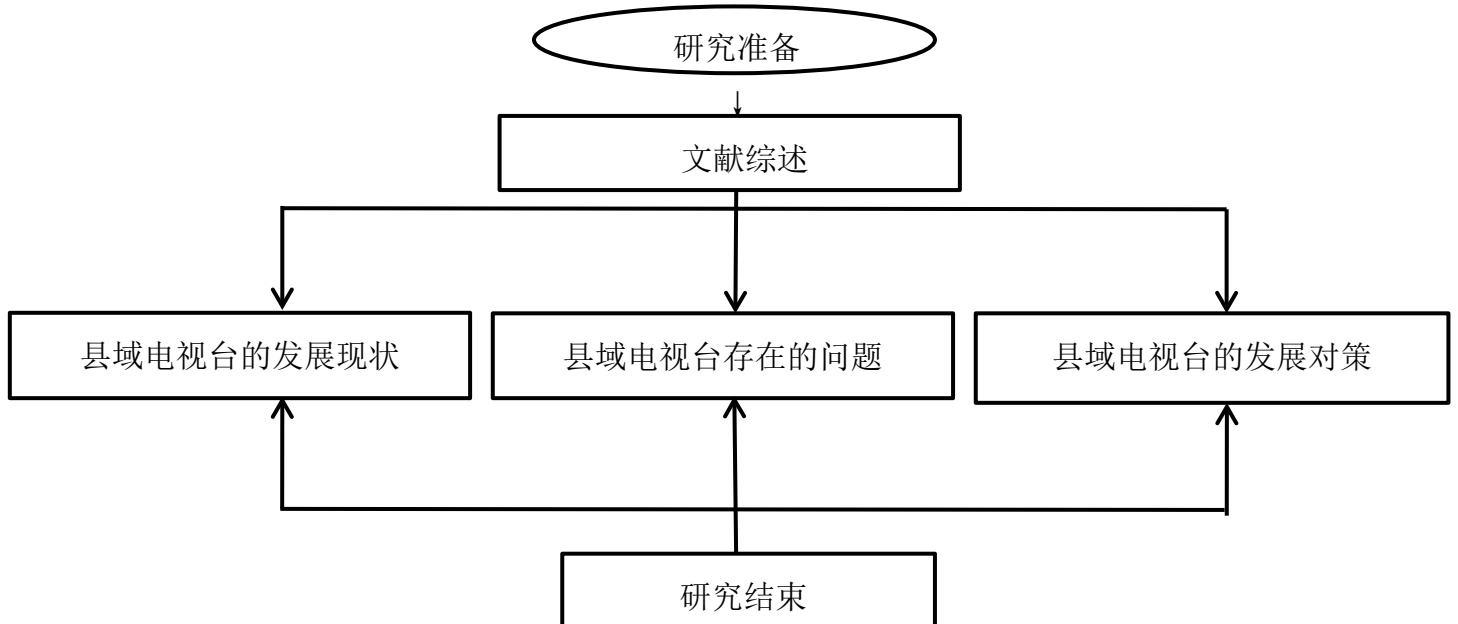 研究准备
文献综述
县域电视台的发展现状
县域电视台存在的问题
县域电视台的发展对策
研究结束